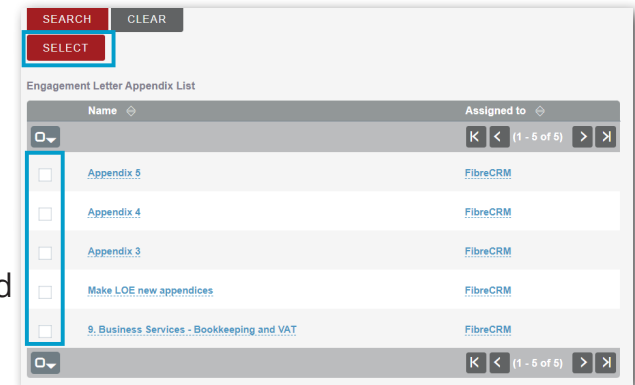 SEARCH CLEAR
SELECT
Engagement Letter Appendix List
Name Assigned to
(1 - 5 of 5)
Appendix 5 FibreCRM
Appendix 4 FibreCRM
Appendix 3 FibreCRM
d
Make LOE new appendices FibreCRM
9. Business Services - Bookkeeping and VAT FibreCRM
(1 - 5 of 5)